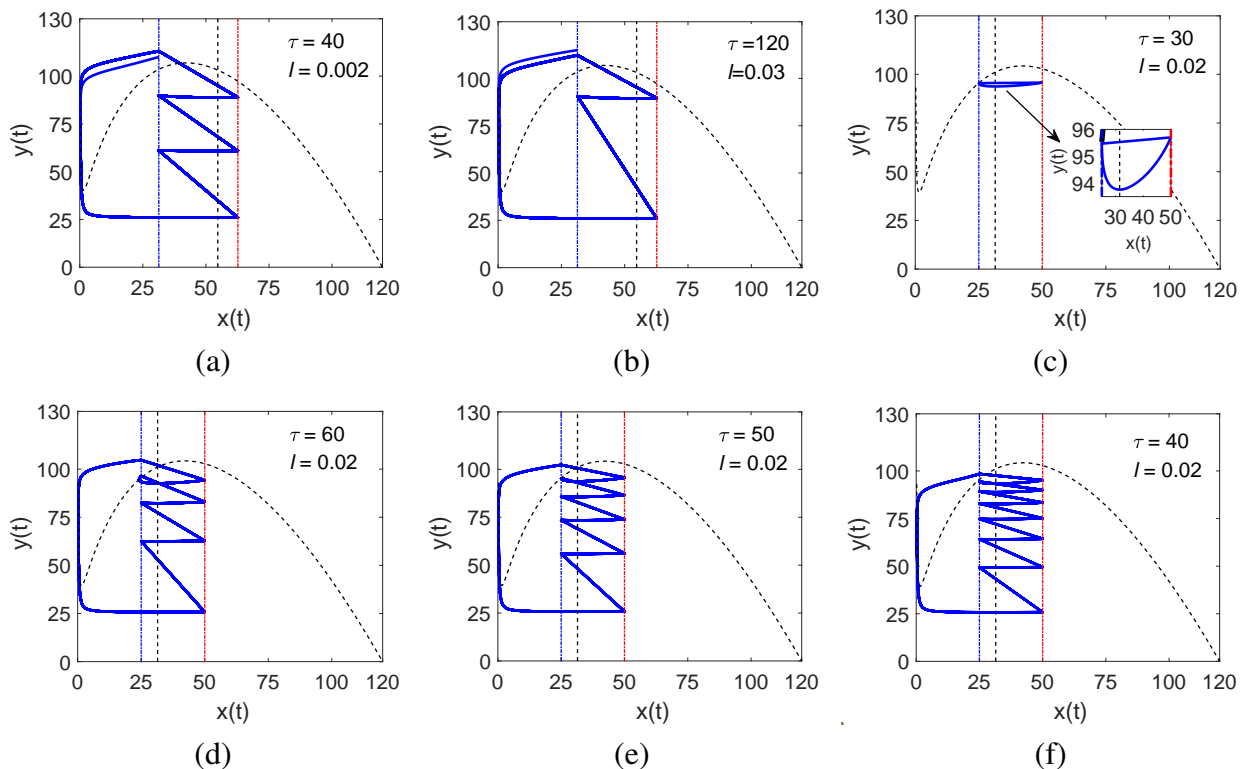 130
100
75
50
25
0
y(t)
0 25 50 75 100 120
x(t)
τ = 40
l = 0.002
(a)
130
100
75
50
25
0
y(t)
0 25 50 75 100 120
x(t)
τ =120
l=0.03
(b)
130
100
75
50
25
0
y(t)
0 25 50 75 100 120
x(t)
τ = 30
l = 0.02
96
95
94
y(t)
30 40 50
x(t)
(c)
130
100
75
50
25
0
y(t)
0 25 50 75 100 120
x(t)
τ = 60
l = 0.02
(d)
130
100
75
50
25
0
y(t)
0 25 50 75 100 120
x(t)
τ = 50
l = 0.02
(e)
130
100
75
50
25
0
y(t)
0 25 50 75 100 120
x(t)
τ = 40
l = 0.02
(f)